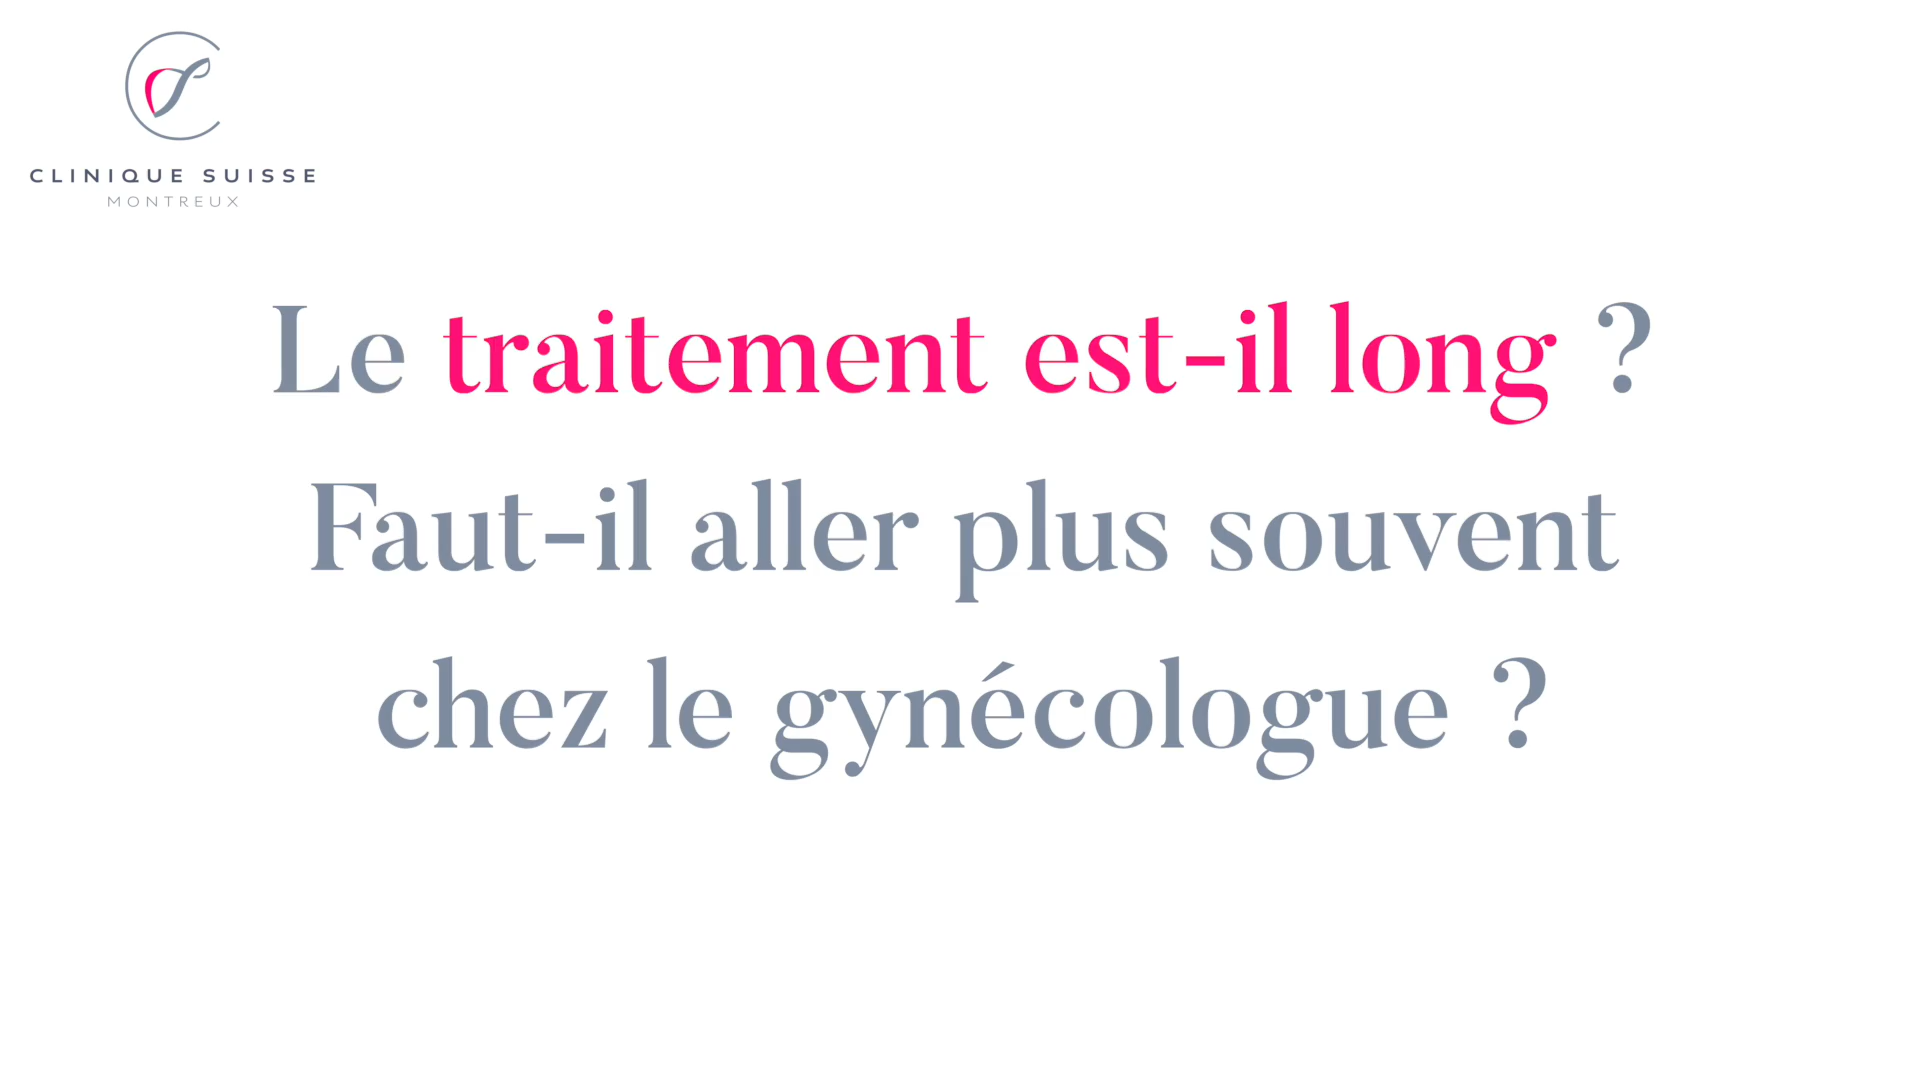 CLINIQUE SUISSE
MONTREUX
Le traitement est-il long ?
Faut-il aller plus souvent
chez le gynécologue ?